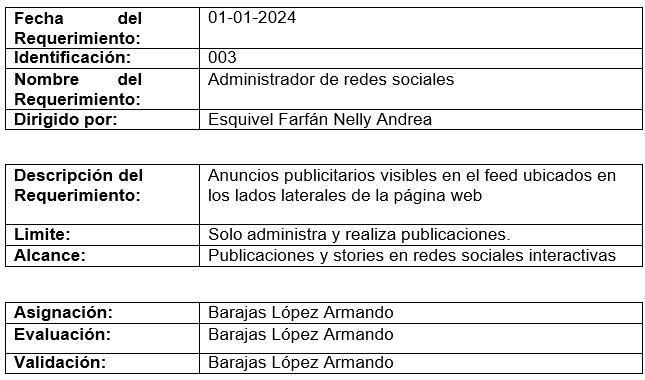 Fecha del 01-01-2024
Requerimiento:
Identificación: 003
Nombre del Administrador de redes sociales
Requerimiento:
Dirigido por: Esquivel Farfán Nelly Andrea
Descripción del Anuncios publicitarios visibles en el feed ubicados en
Requerimiento: los lados laterales de la página web
Limite: Solo administra y realiza publicaciones.
Alcance: Publicaciones y stories en redes sociales interactivas
Asignación: Barajas López Armando
Evaluación: Barajas López Armando
Validación: Barajas López Armando